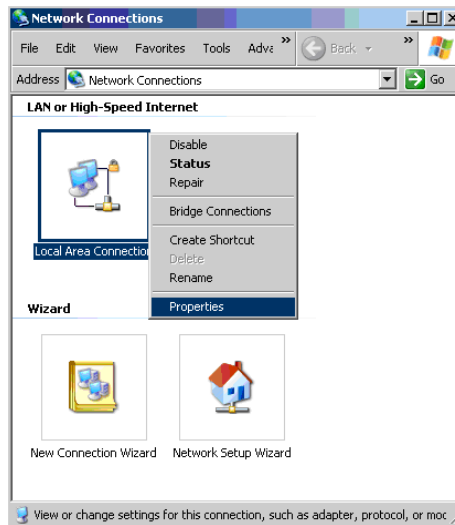 Network Connections
File Edit View Favorites Tools Adva » Back »
Address Network Connections Go
LAN or High-Speed Internet
Disable
Status
Repair
Bridge Connections
Create Shortcut
Delete
Rename
Properties
Local Area Connection
Wizard
New Connection Wizard Network Setup Wizard
View or change settings for this connection, such as adapter, protocol, or moc